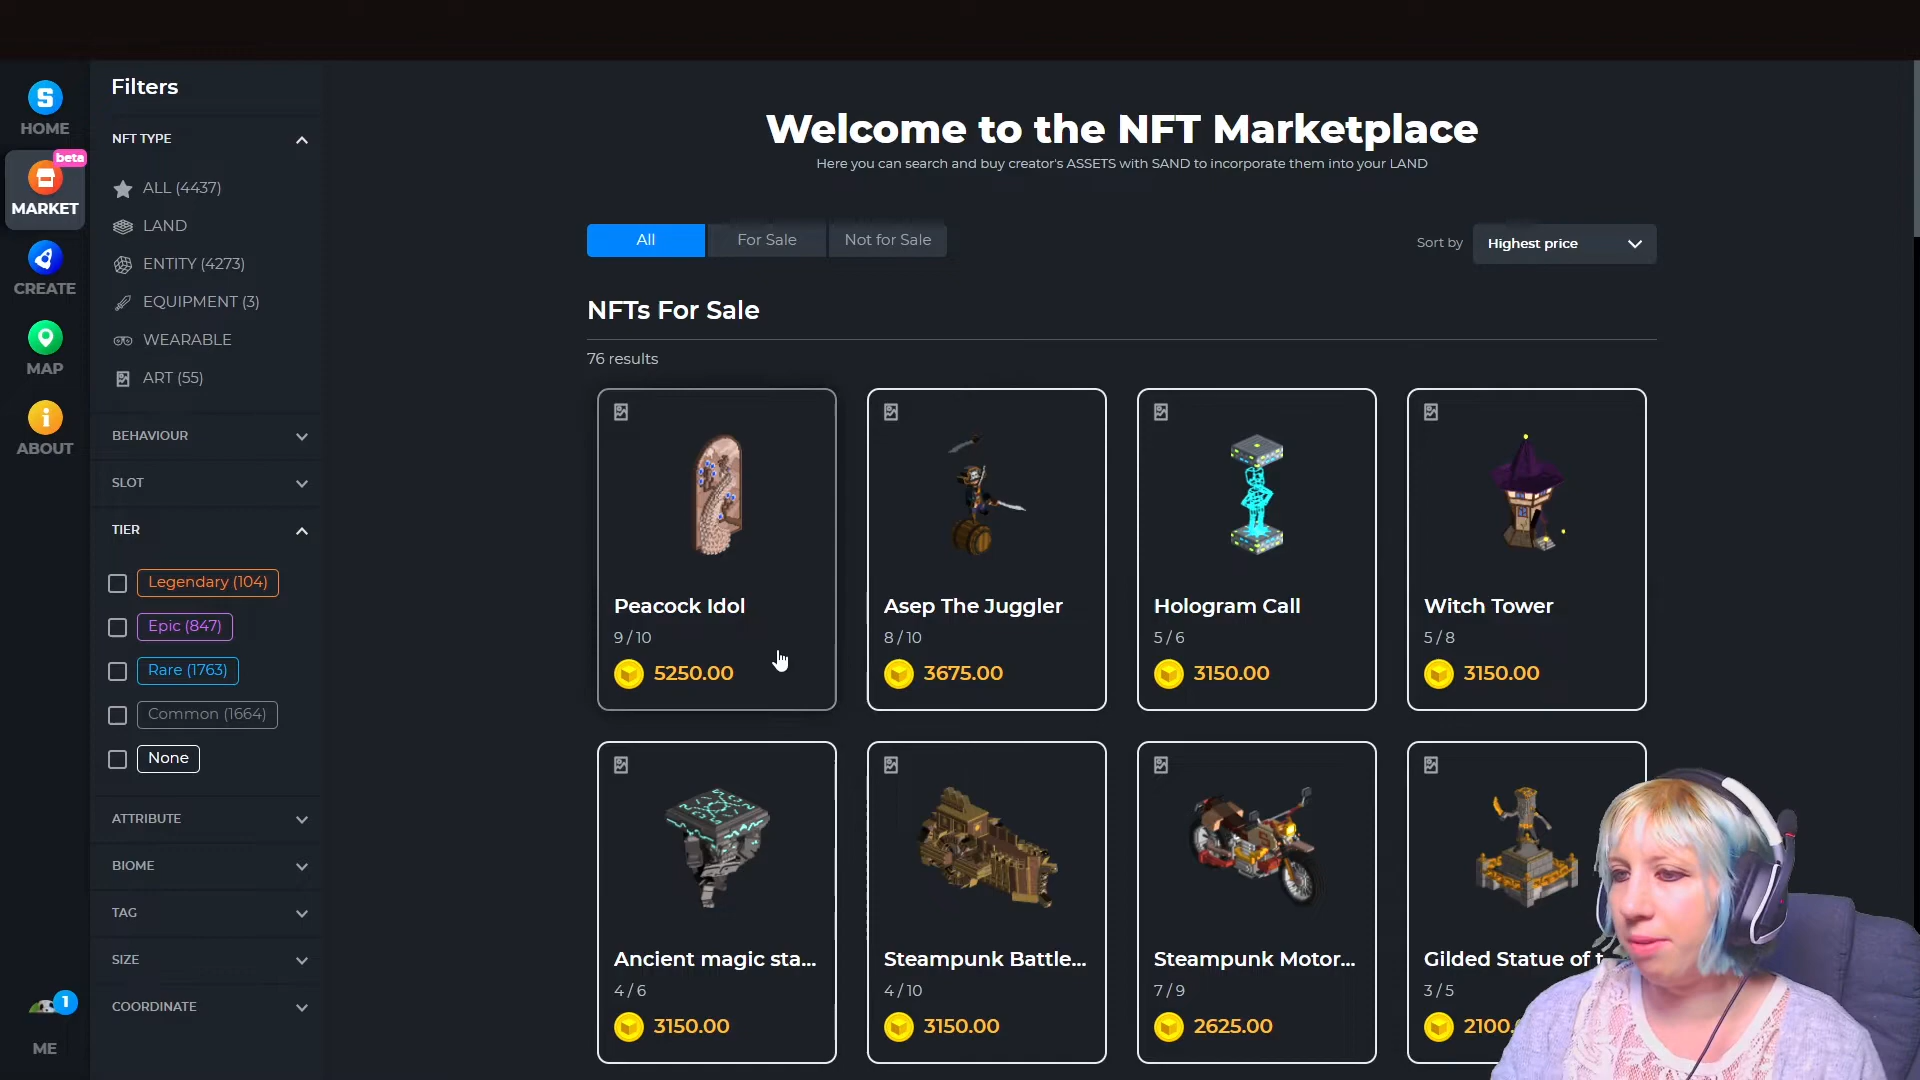 S
HOME
beta
MARKET
CREATE
MAP
i
ABOUT
1
ME
Filters
NFT TYPE
ALL (4437)
LAND
ENTITY (4273)
EQUIPMENT (3)
WEARABLE
ART (55)
BEHAVIOUR
SLOT
TIER
Legendary (104)
Epic (847)
Rare (1763)
Common (1664)
None
ATTRIBUTE
BIOME
TAG
SIZE
COORDINATE
Welcome to the NFT Marketplace
Here you can search and buy creator's ASSETS with SAND to incorporate them into your LAND
All For Sale Not for Sale
Sort by Highest price
NFTs For Sale
76 results
Peacock Idol
9 / 10
5250.00
Asep The Juggler
8 / 10
3675.00
Hologram Call
5 / 6
3150.00
Witch Tower
5 / 8
3150.00
Ancient magic sta...
4 / 6
3150.00
Steampunk Battle...
4 / 10
3150.00
Steampunk Motor...
7 / 9
2625.00
Gilded Statue of
3 / 5
2100.